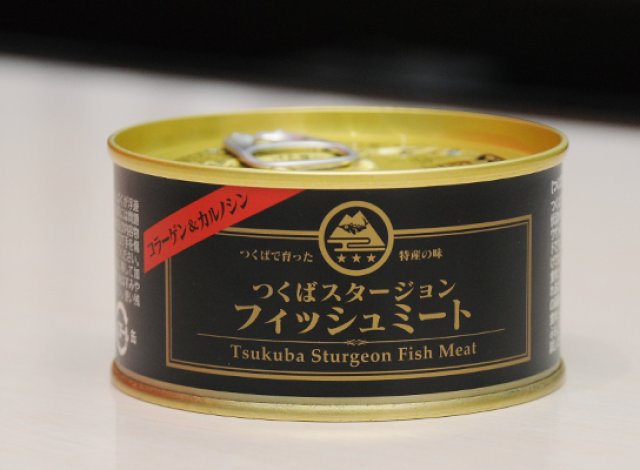 コラーゲン&カルノシン
つくばで育った
特産の味
つくばスタージョン
フィッシュミート
Tsukuba Sturgeon Fish Meat
缶